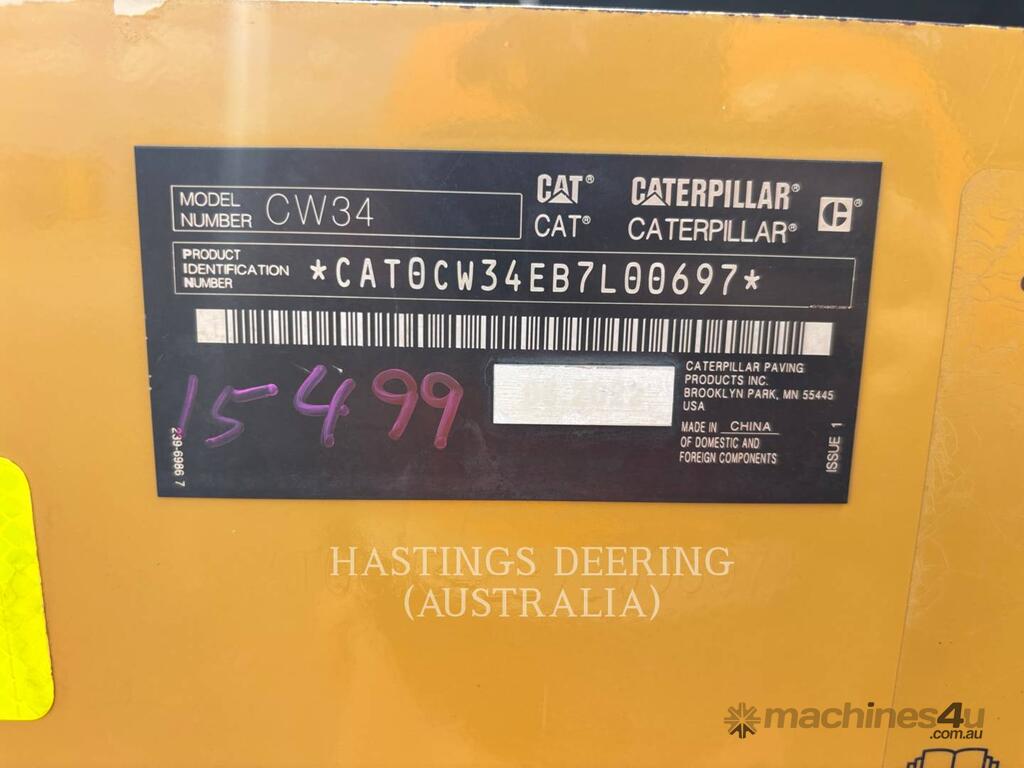 MODEL
NUMBER CW34
CAT® CATERPILLAR®
CAT® CATERPILLAR®
PRODUCT
IDENTIFICATION
NUMBER
*CAT0CW34EB7L00697*
15499
CATERPILLAR PAVING
PRODUCTS INC.
BROOKLYN PARK, MN 55445
USA
MADE IN CHINA
OF DOMESTIC AND
FOREIGN COMPONENTS
ISSUE 1
239-6986 7
HASTINGS DEERING
(AUSTRALIA)
machines4u
.com.au